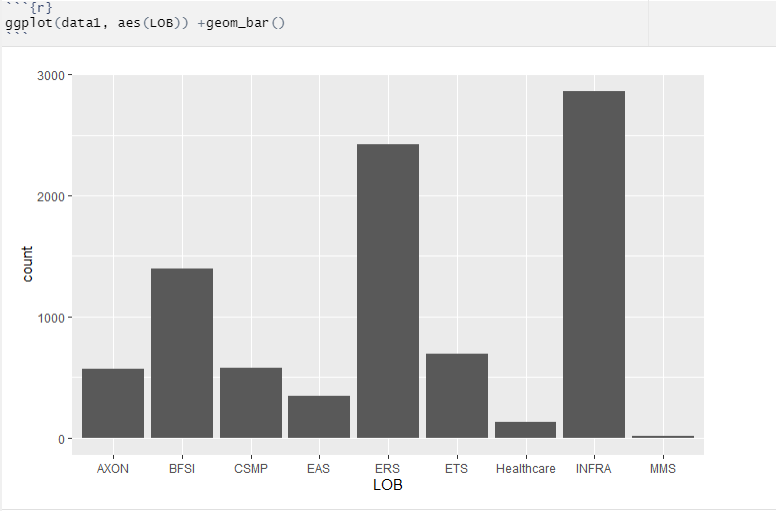 ```{r}
ggplot(data1, aes(LOB)) +geom_bar()
```
3000
2000
1000
0
count
AXON BFSI CSMP EAS ERS ETS Healthcare INFRA MMS
LOB